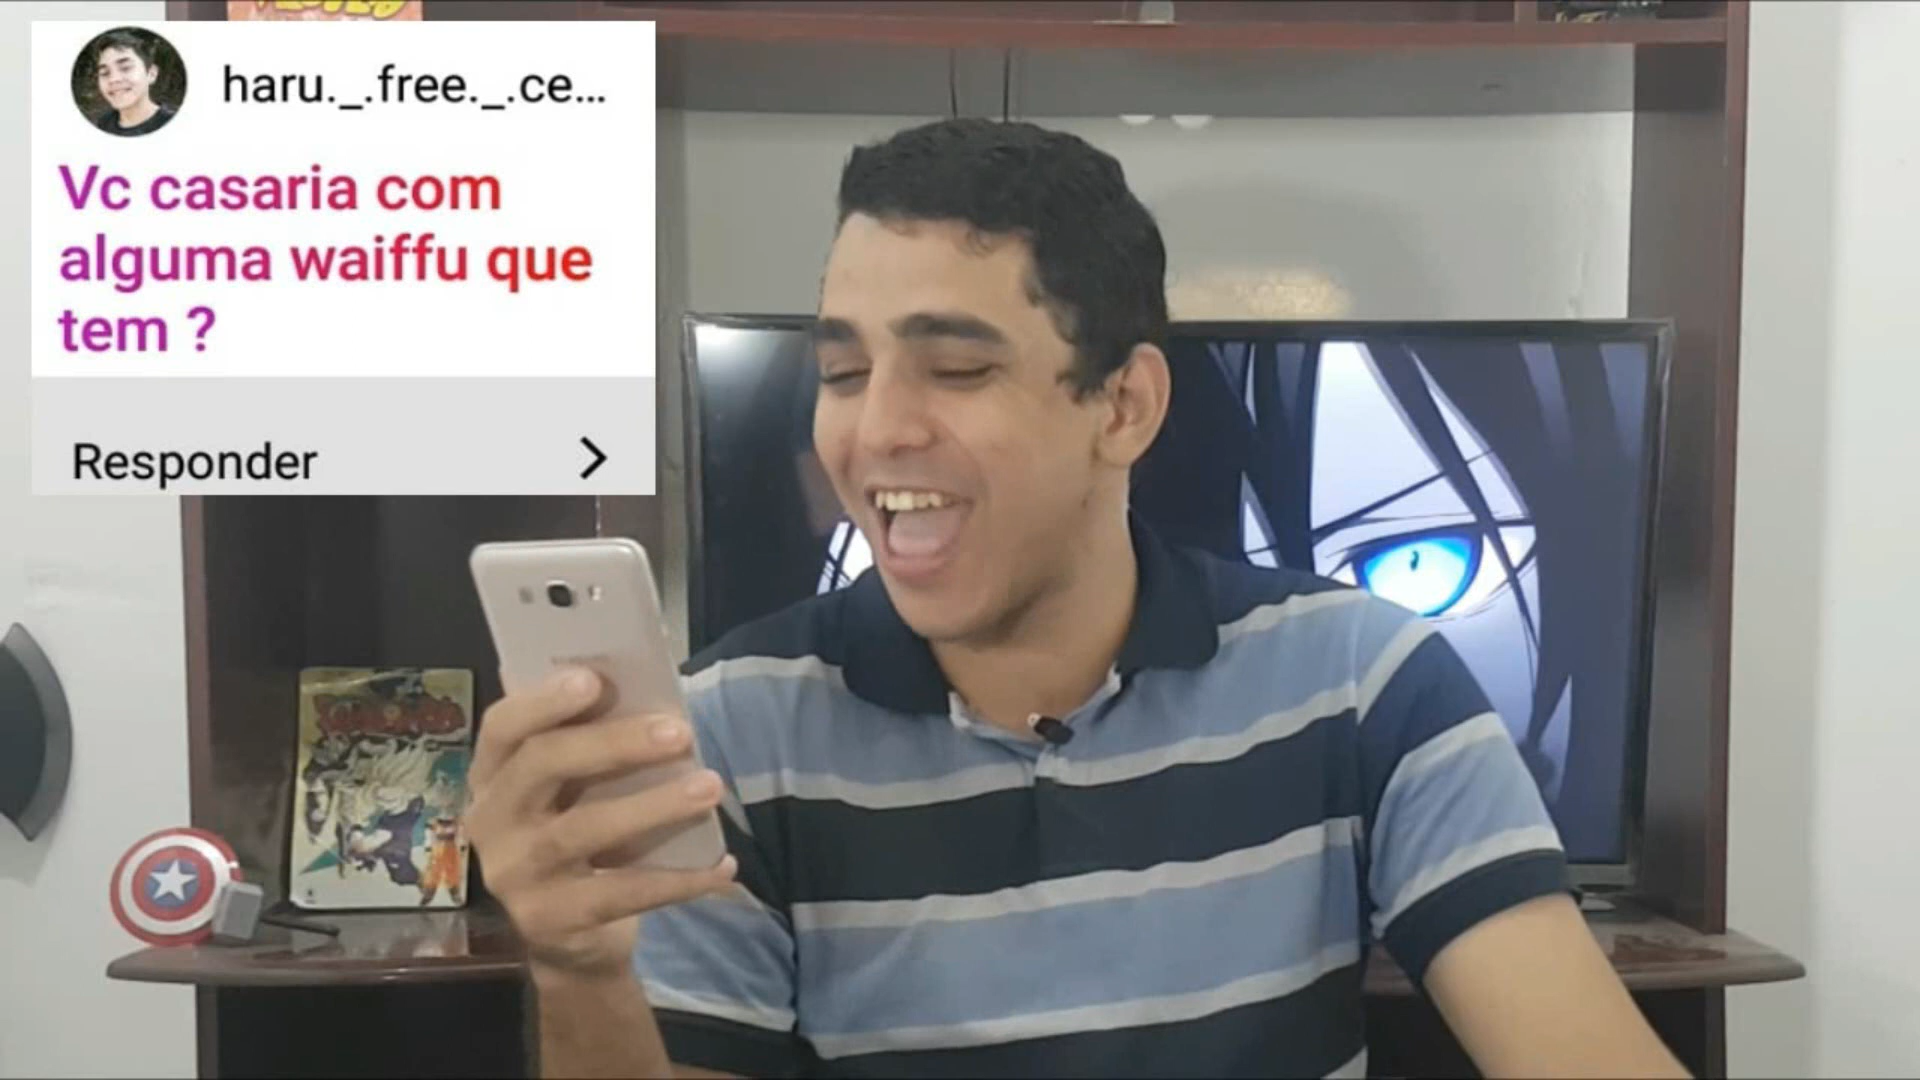 haru._.free._.ce...
Vc casaria com
alguma waiffu que
tem ?
Responder